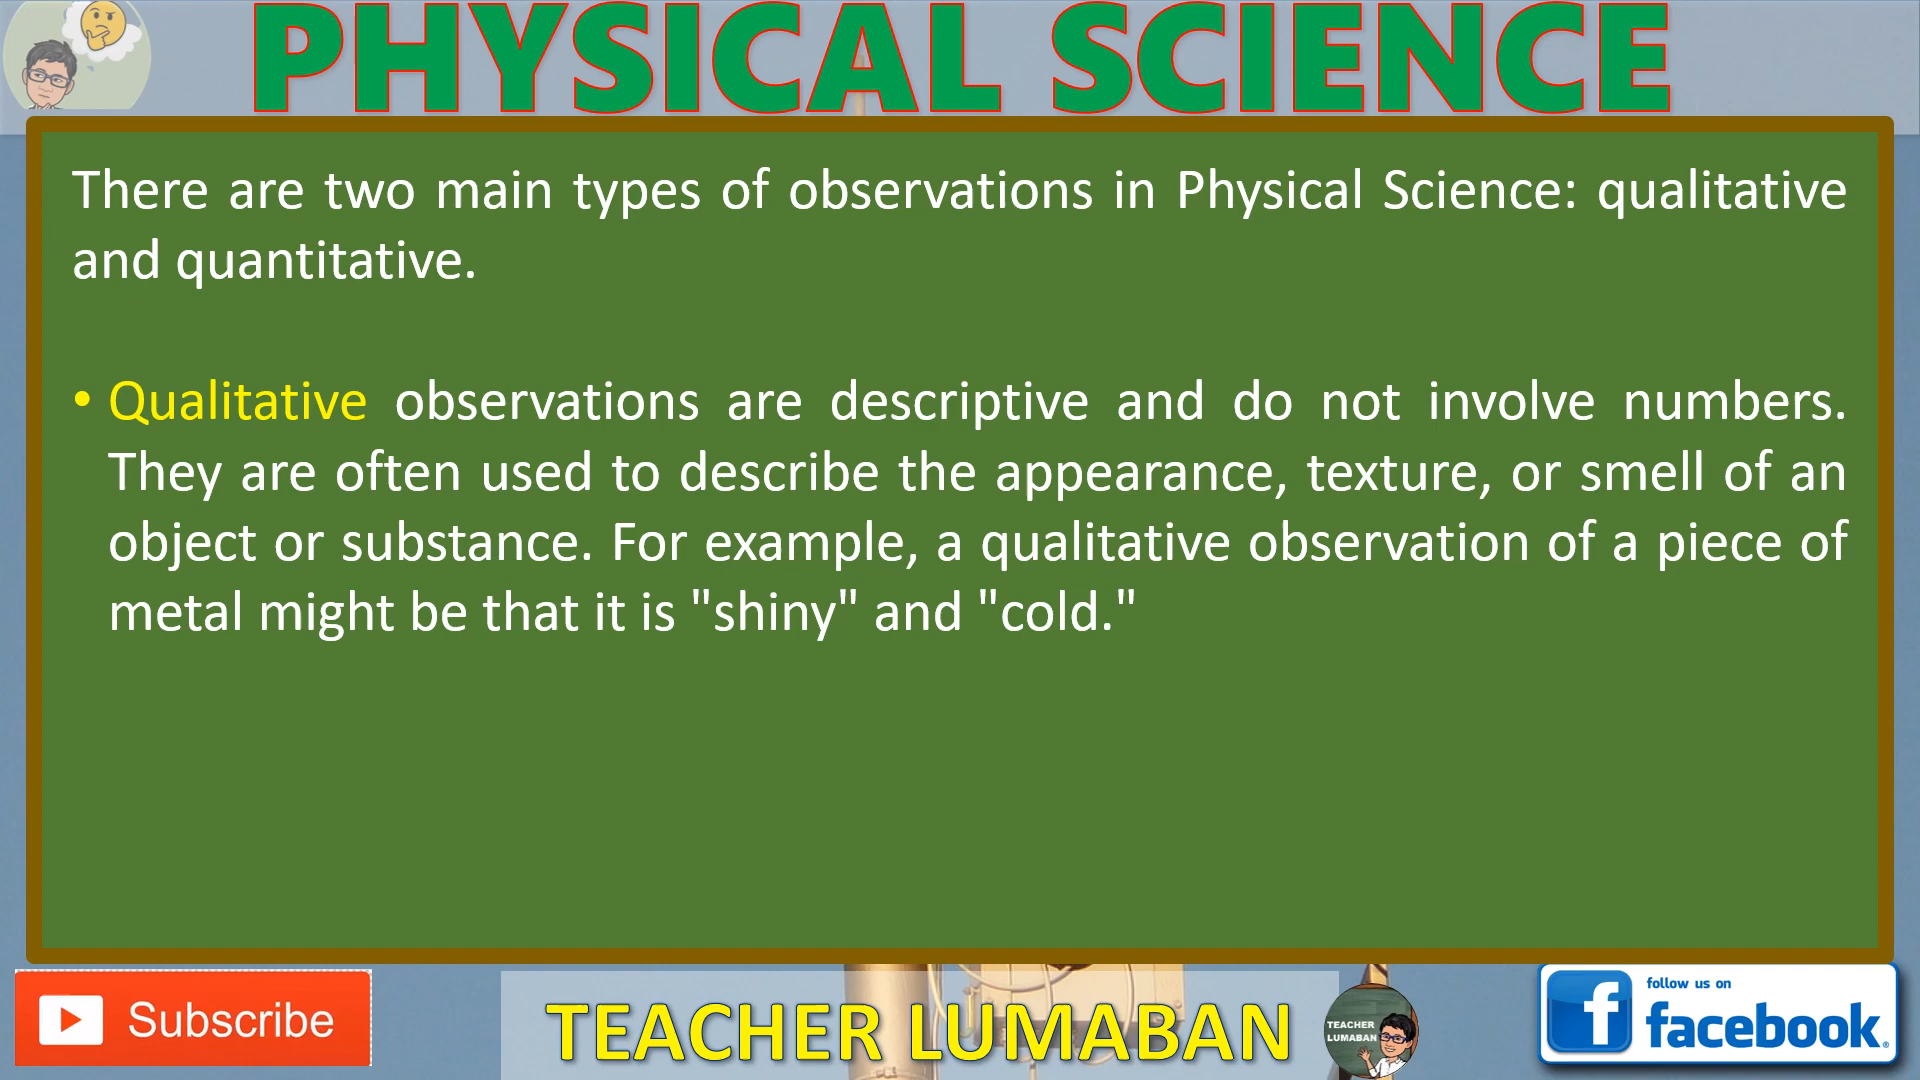 PHYSICAL SCIENCE
There are two main types of observations in Physical Science: qualitative
and quantitative.
• Qualitative observations are descriptive and do not involve numbers.
They are often used to describe the appearance, texture, or smell of an
object or substance. For example, a qualitative observation of a piece of
metal might be that it is "shiny" and "cold."
Subscribe
TEACHER LUMABAN
TEACHER
LUMABAN
follow us on
facebook.